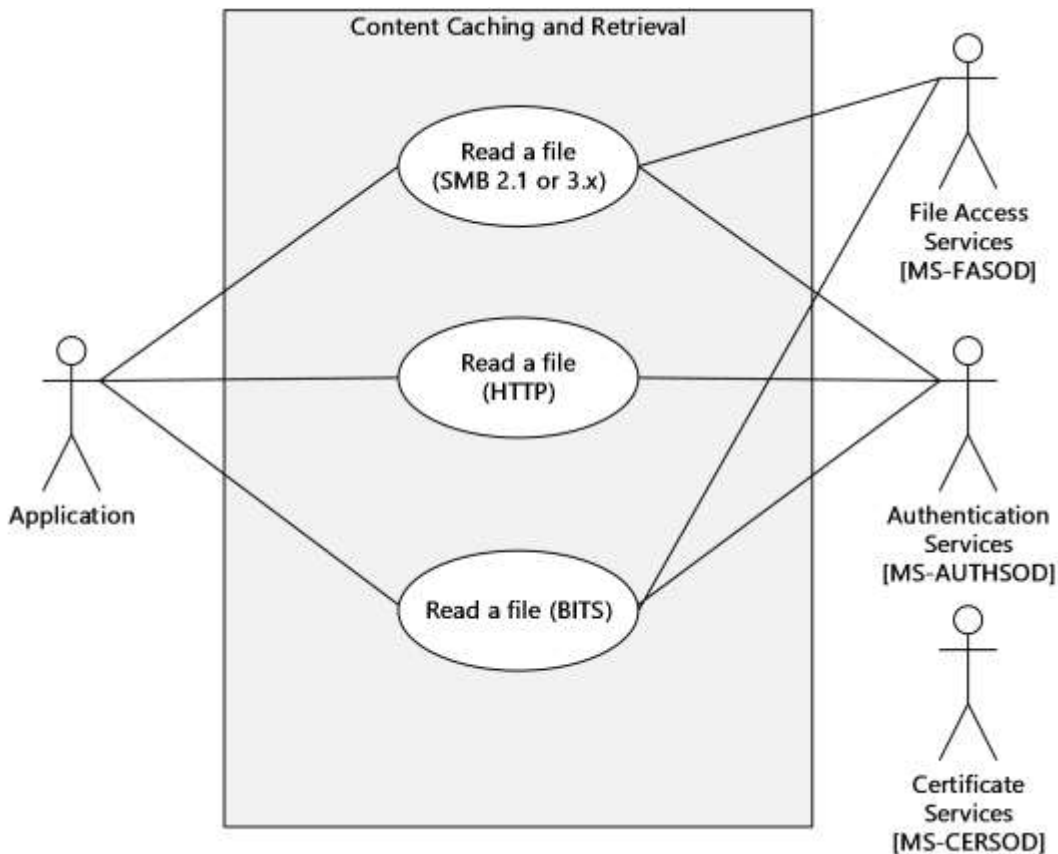 Content Caching and Retrieval
Read a file
(SMB 2.1 or 3.x)
File Access
Services
[MS-FASOD]
Read a file
(HTTP)
Application
Authentication
Services
[MS-AUTHSOD]
Read a file (BITS)
Certificate
Services
[MS-CERSOD]